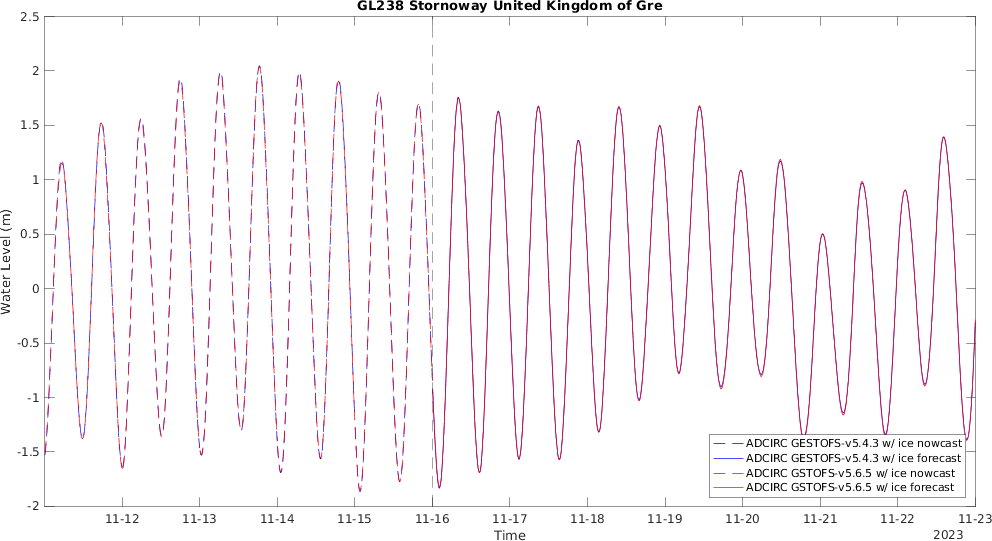 GL238 Stornoway United Kingdom of Gre
2.5
2
1.5
1
0.5
0
-0.5
-1
-1.5
-2
Water Level (m)
ADCIRC GESTOFS-v5.4.3 w/ ice nowcast
ADCIRC GESTOFS-v5.4.3 w/ ice forecast
ADCIRC GSTOFS-v5.6.5 w/ ice nowcast
ADCIRC GSTOFS-v5.6.5 w/ ice forecast
11-12 11-13 11-14 11-15 11-16 11-17 11-18 11-19 11-20 11-21 11-22 11-23
Time
2023